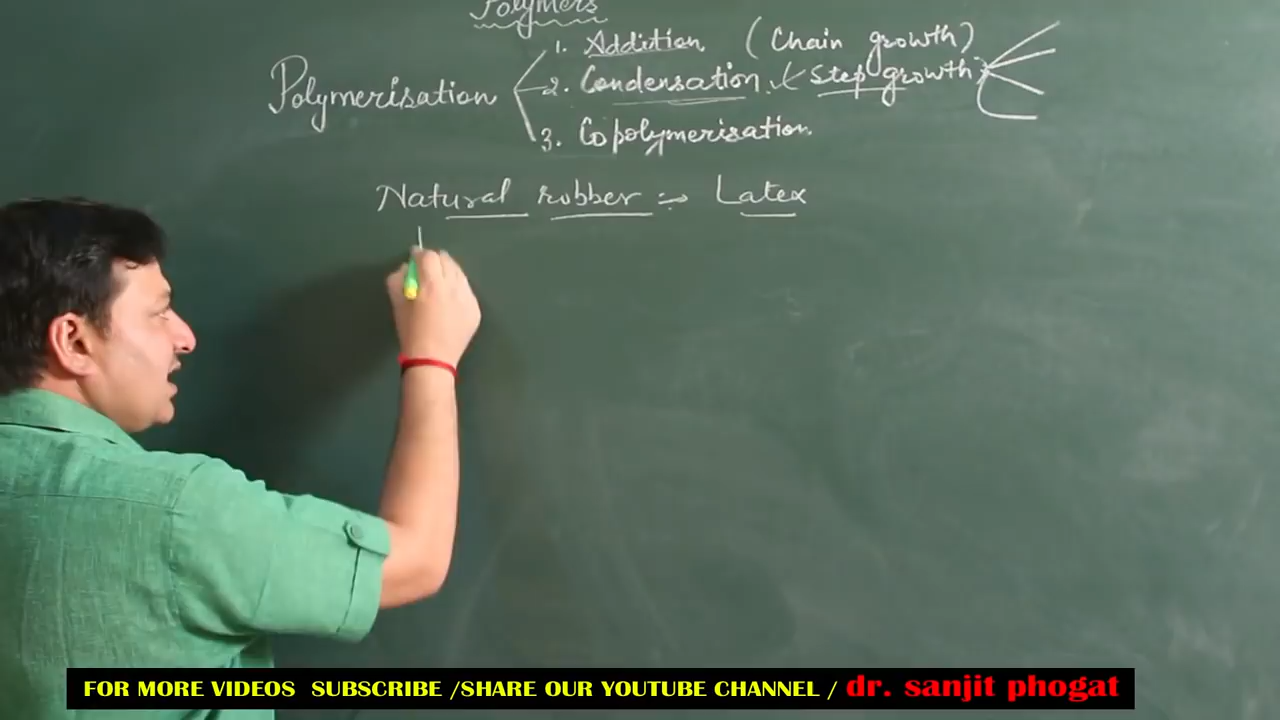 Polymers
Polymerisation
1. Addition (Chain growth)
2. Condensation. (Step growth)
3. Copolymerisation.
Natural robber => Latex
FOR MORE VIDEOS SUBSCRIBE /SHARE OUR YOUTUBE CHANNEL / dr. sanjit phogat